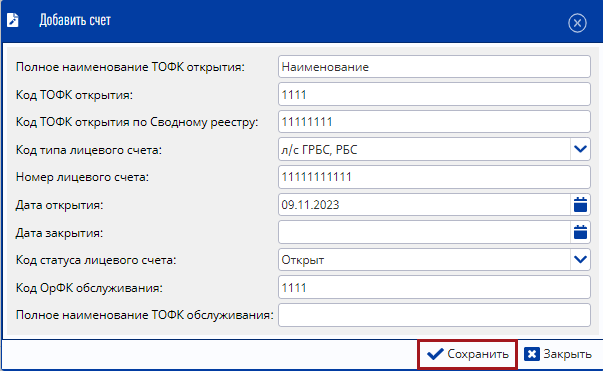 Добавить счет
Полное наименование ТОФК открытия: Наименование
Код ТОФК открытия: 1111
Код ТОФК открытия по Сводному реестру: 11111111
Код типа лицевого счета: л/с ГРБС, РБС
Номер лицевого счета: 11111111111
Дата открытия: 09.11.2023
Дата закрытия:
Код статуса лицевого счета: Открыт
Код ОрФК обслуживания: 1111
Полное наименование ТОФК обслуживания:
Сохранить Закрыть